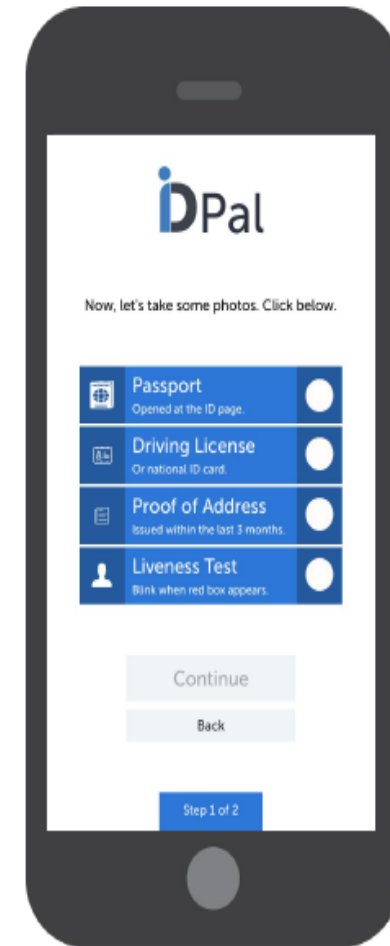 iDPal
Now, let's take some photos. Click below.
Passport
Opened at the ID page.
Driving License
Or national ID card.
Proof of Address
Issued within the last 3 months.
Liveness Test
Blink when red box appears.
Continue
Back
Step 1 of 2